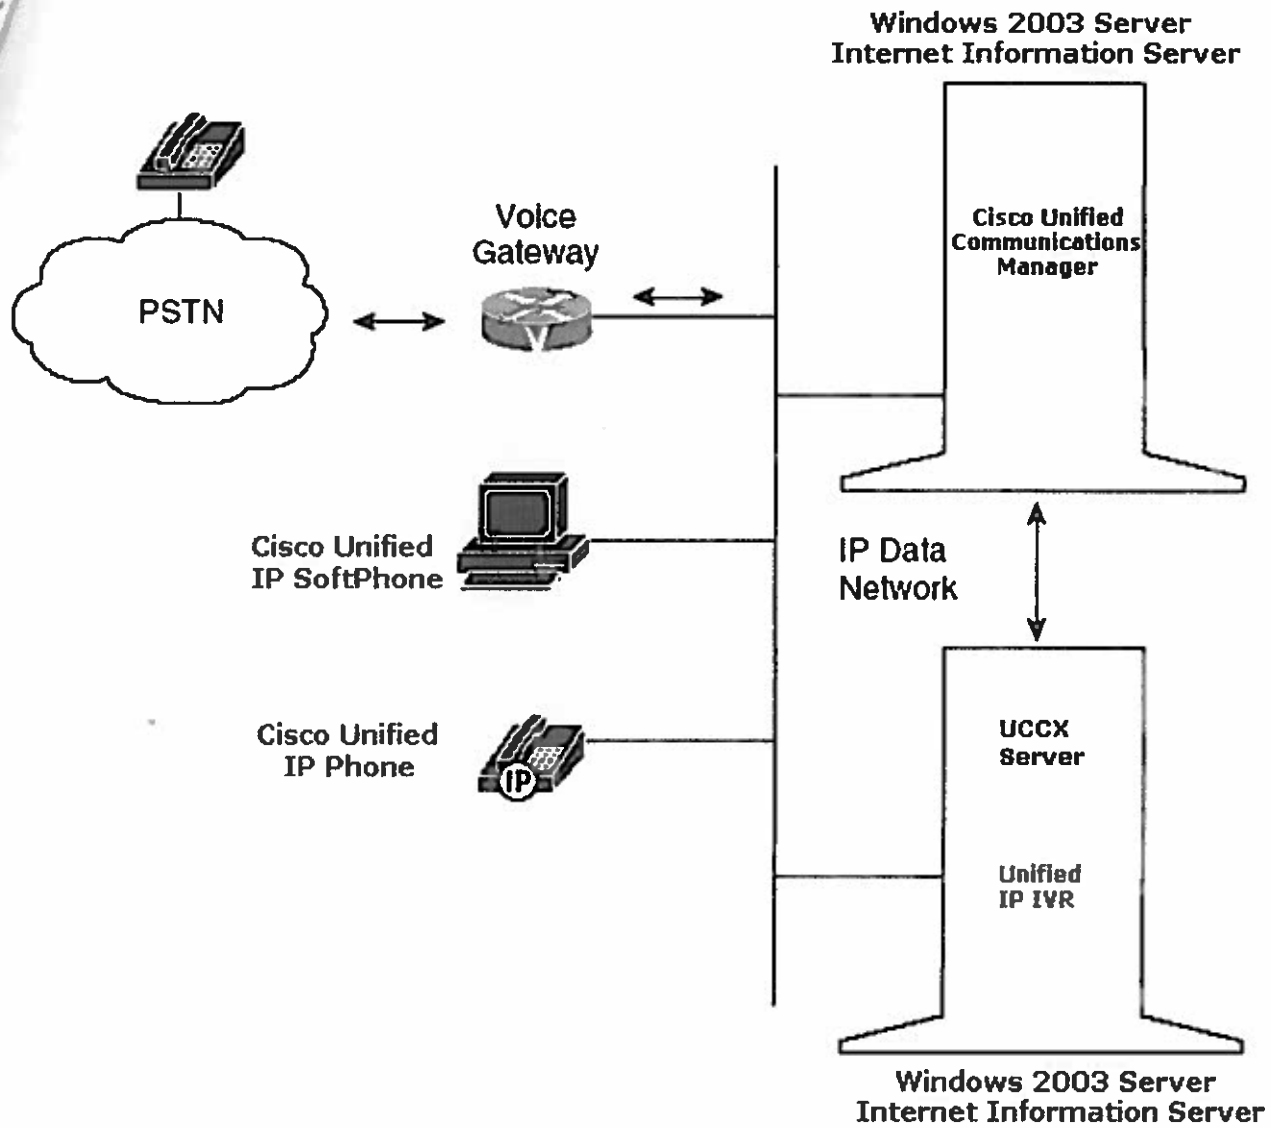 Windows 2003 Server
Internet Information Server
Cisco Unified
Communications
Manager
Voice
Gateway
PSTN
V
Cisco Unified
IP SoftPhone
IP Data
Network
Cisco Unified
IP Phone
IP
UCCX
Server
Unified
IP IVR
Windows 2003 Server
Internet Information Server